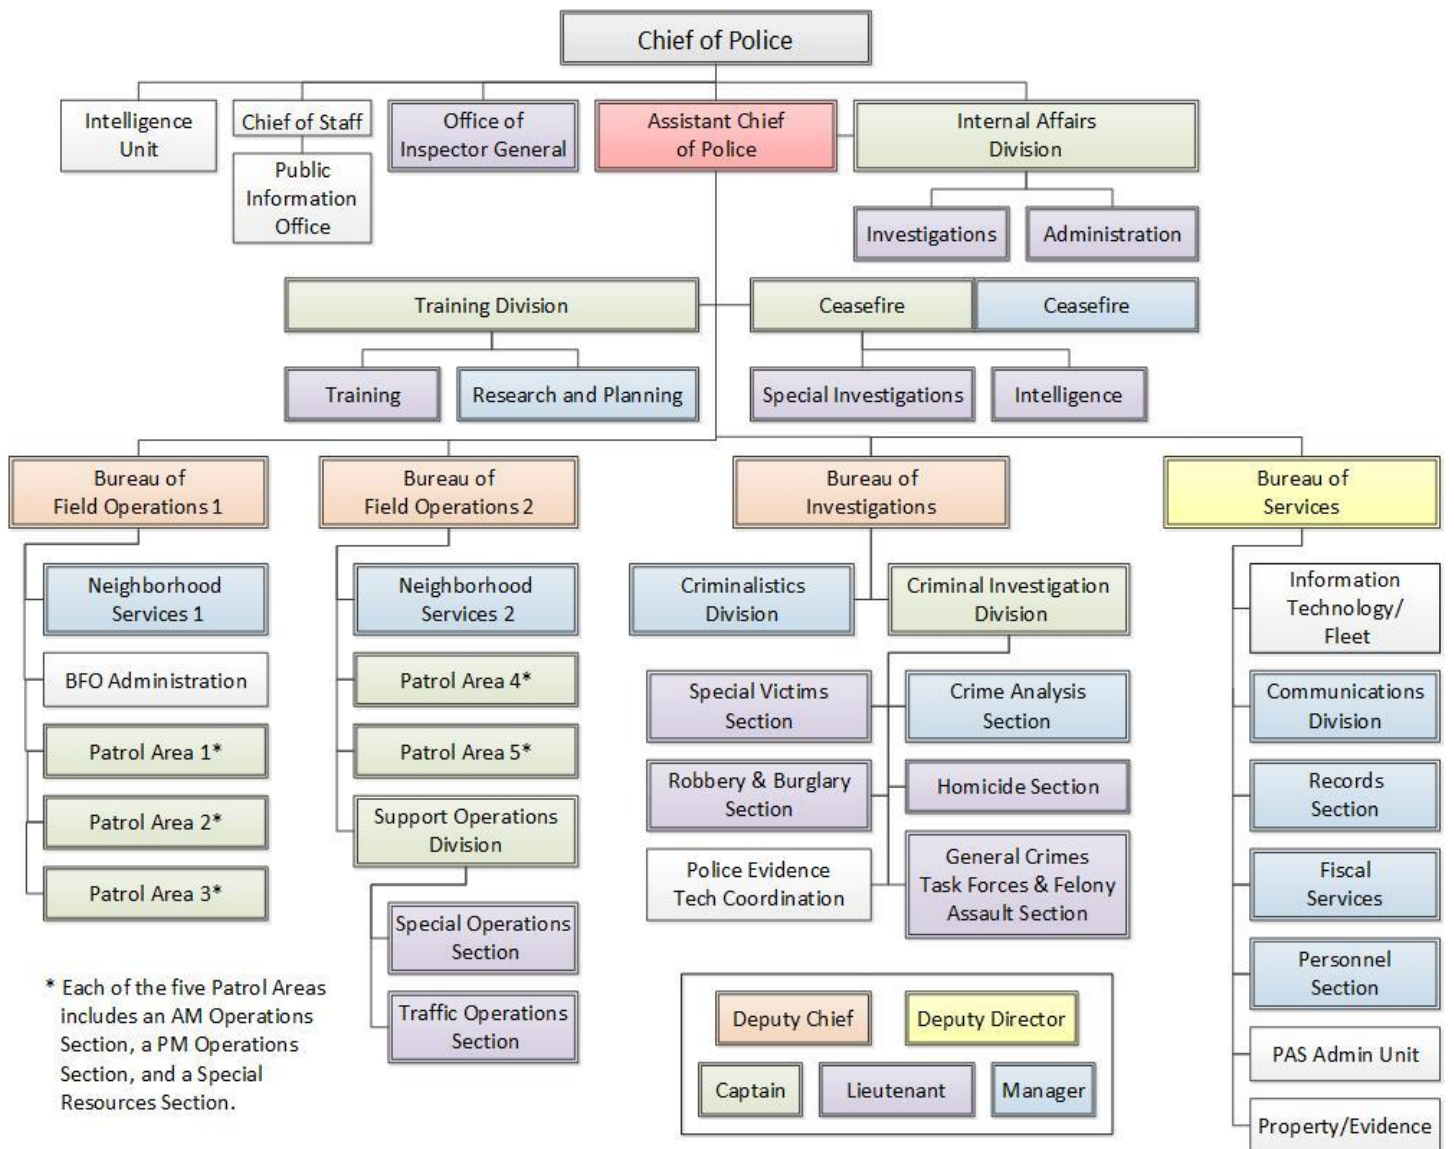 Chief of Police
Intelligence
Unit
Chief of Staff
Public
Information
Office
Office of
Inspector General
Assistant Chief
of Police
Internal Affairs
Division
Investigations
Administration
Training Division
Ceasefire
Ceasefire
Training
Research and Planning
Special Investigations
Intelligence
Bureau of
Field Operations 1
Bureau of
Field Operations 2
Bureau of
Investigations
Bureau of
Services
Neighborhood
Services 1
BFO Administration
Patrol Area 1*
Patrol Area 2*
Patrol Area 3*
Neighborhood
Services 2
Patrol Area 4*
Patrol Area 5*
Support Operations
Division
Special Operations
Section
Traffic Operations
Section
Criminalistics
Division
Criminal Investigation
Division
Special Victims
Section
Crime Analysis
Section
Robbery & Burglary
Section
Homicide Section
Police Evidence
Tech Coordination
General Crimes
Task Forces & Felony
Assault Section
Information
Technology/
Fleet
Communications
Division
Records
Section
Fiscal
Services
Personnel
Section
PAS Admin Unit
Property/Evidence
* Each of the five Patrol Areas
includes an AM Operations
Section, a PM Operations
Section, and a Special
Resources Section.
Deputy Chief
Deputy Director
Captain
Lieutenant
Manager